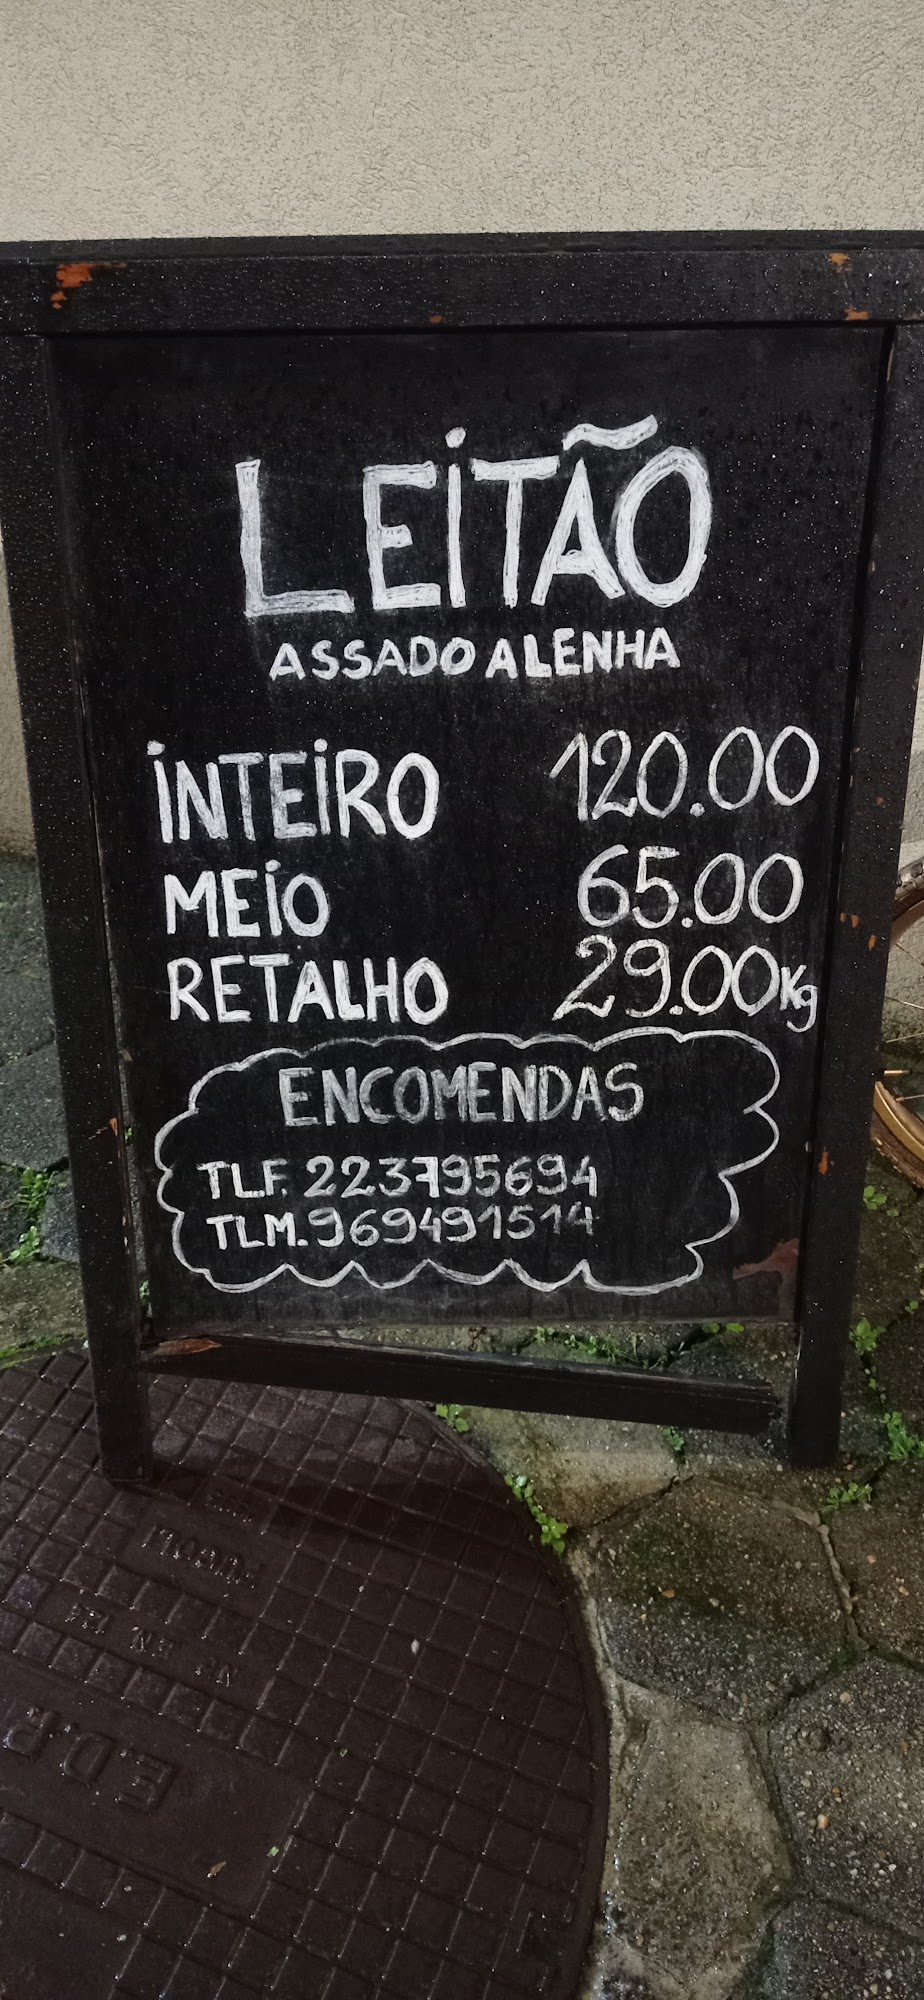 LEITÃO
ASSADO A LENHA
INTEIRO 120.00
MEIO 65.00
RETALHO 29.00Kg
ENCOMENDAS
TLF. 223795694
TLM. 969491514
E.D.P.